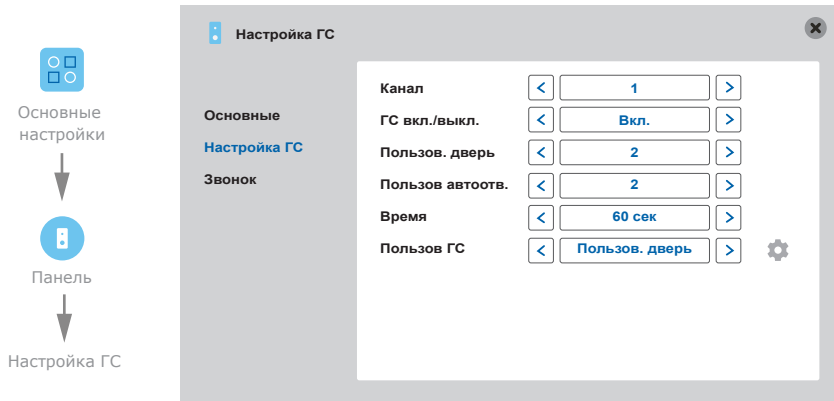 Основные
настройки
Панель
Настройка ГС
Настройка ГС
Основные
Настройка ГС
Звонок
Канал
1
ГС вкл./выкл.
Вкл.
Пользов. дверь
2
Пользов автоотв.
2
Время
60 сек
Пользов ГС
Пользов. дверь